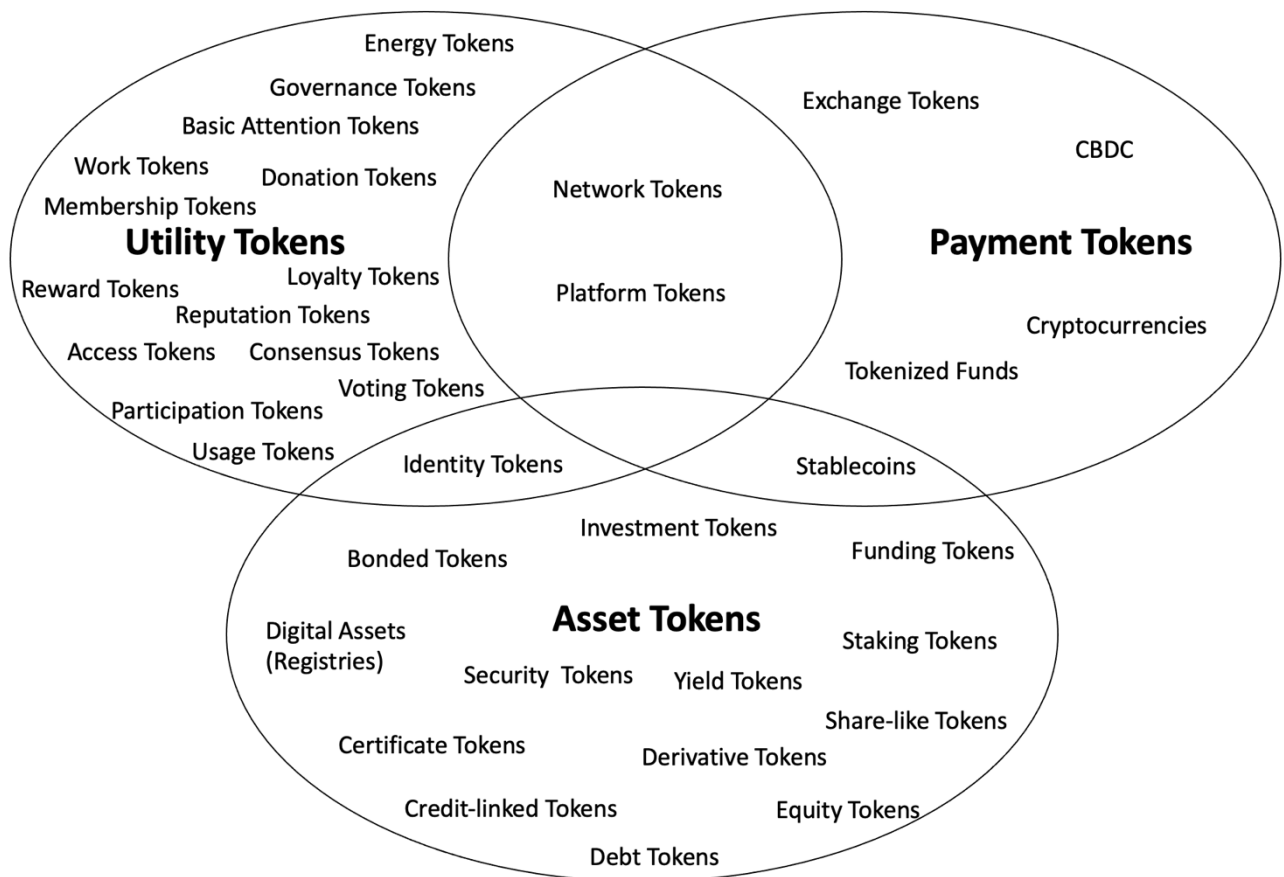 Energy Tokens
Governance Tokens
Exchange Tokens
Basic Attention Tokens
CBDC
Work Tokens
Donation Tokens
Network Tokens
Membership Tokens
Utility Tokens
Payment Tokens
Loyalty Tokens
Reward Tokens
Platform Tokens
Reputation Tokens
Cryptocurrencies
Access Tokens
Consensus Tokens
Tokenized Funds
Voting Tokens
Participation Tokens
Usage Tokens
Identity Tokens
Stablecoins
Investment Tokens
Bonded Tokens
Funding Tokens
Asset Tokens
Digital Assets
(Registries)
Staking Tokens
Security  Tokens
Yield Tokens
Share-like Tokens
Certificate Tokens
Derivative Tokens
Credit-linked Tokens
Equity Tokens
Debt Tokens